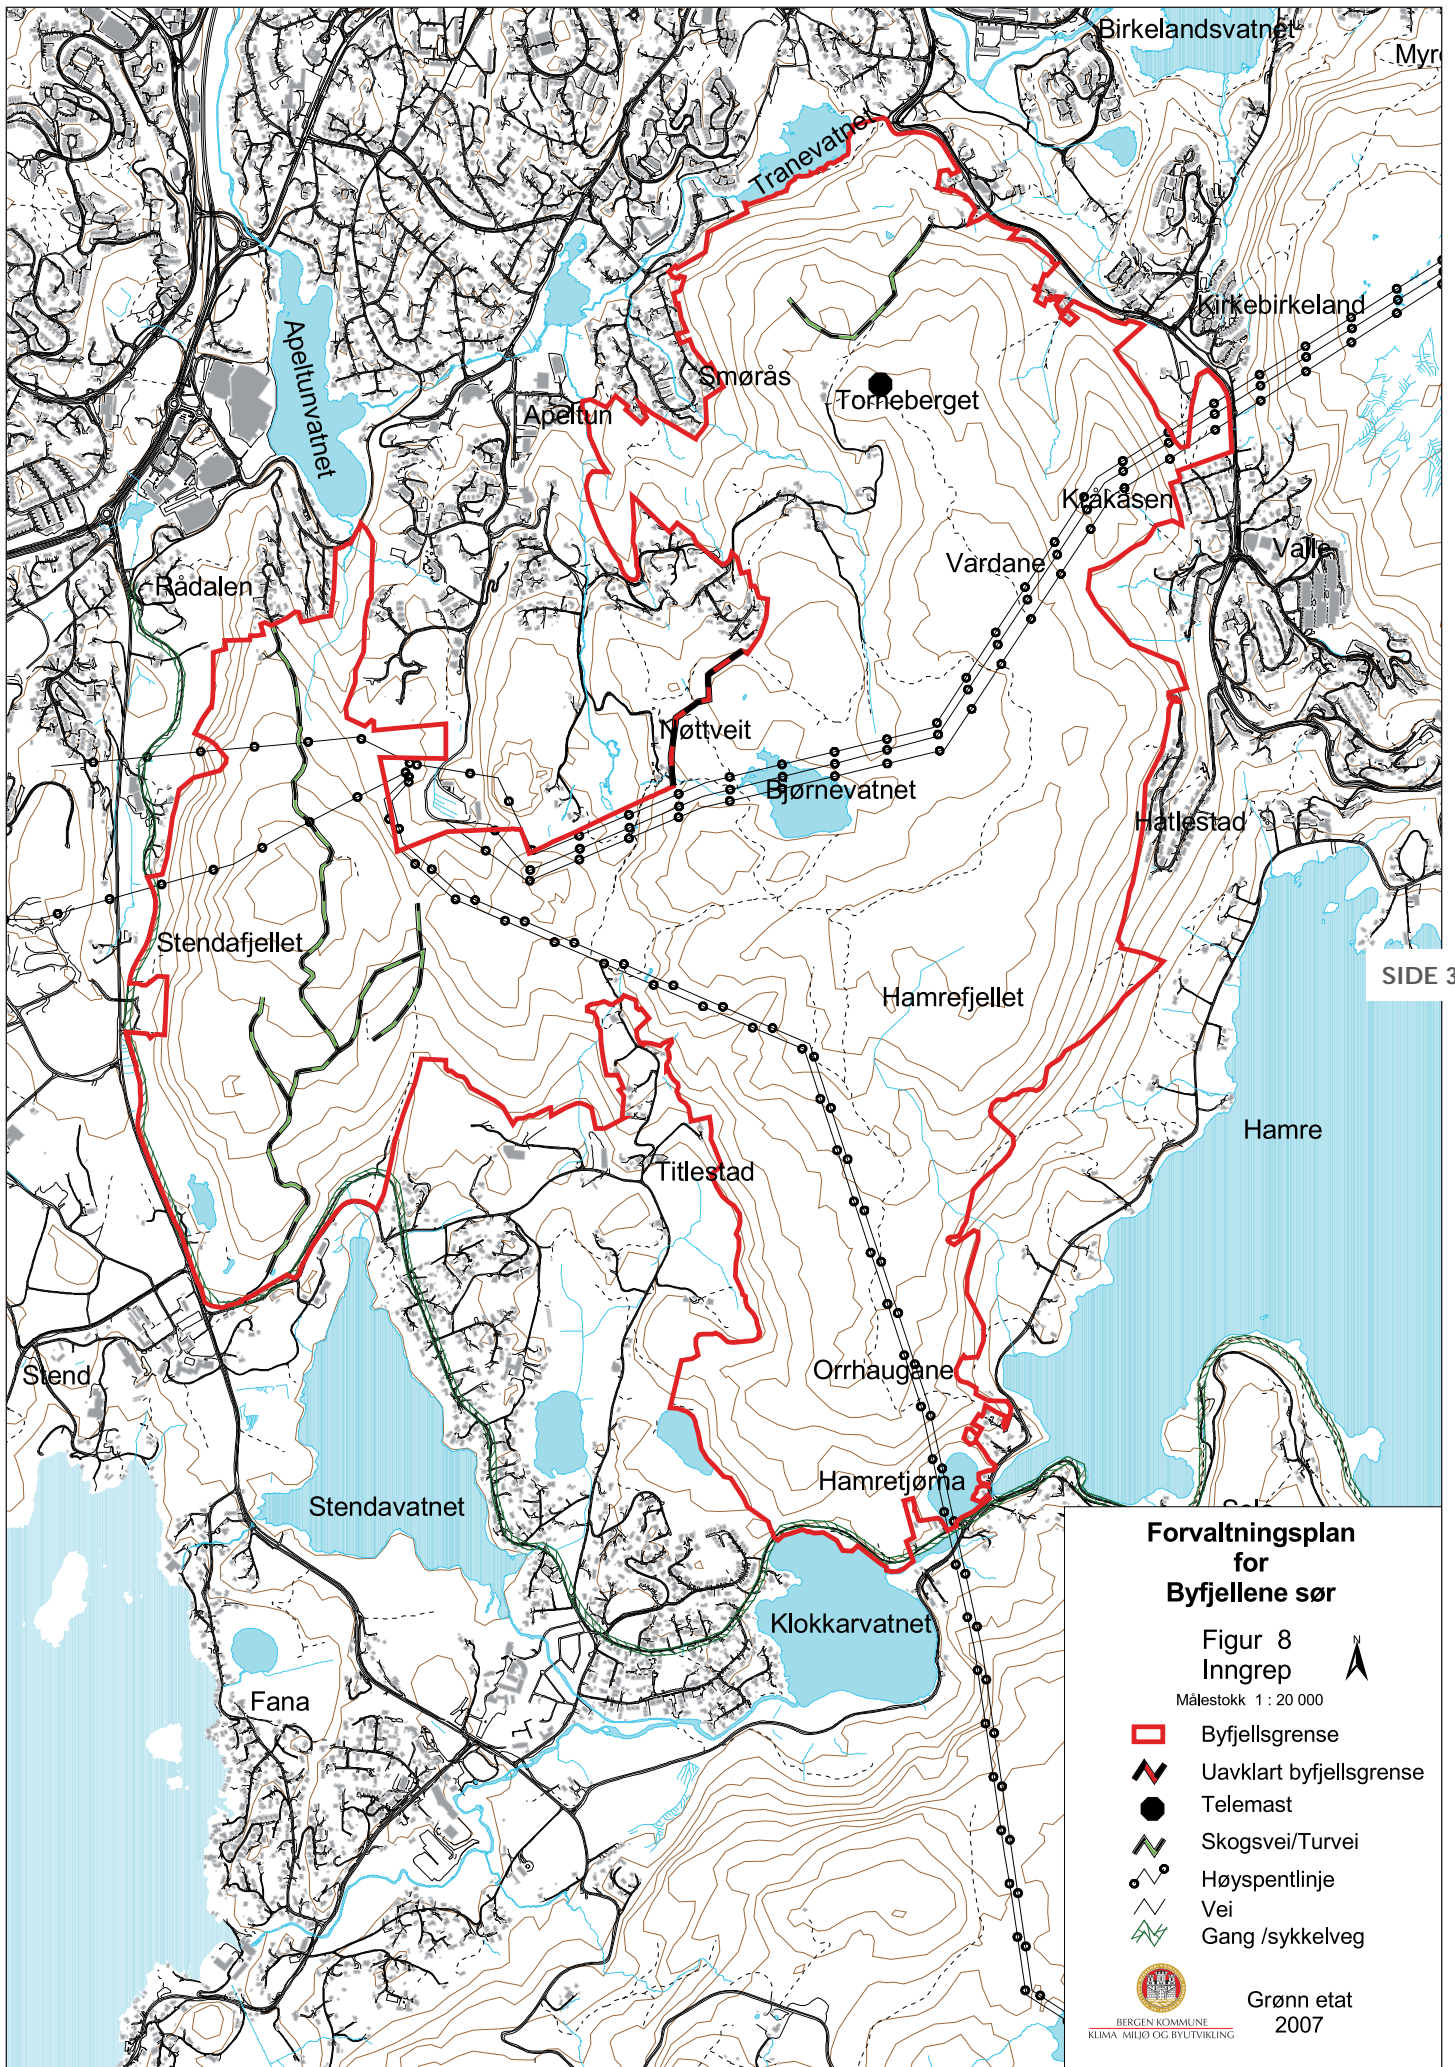 Birkelandsvatnet
Myr
Tranevatnet
Kirkebirkeland
Apeltunvatnet
Smørås
Torneberget
Apeltun
Kråkåsen
Valle
Vardane
Rådalen
Nøttveit
Bjørnevatnet
Hatlestad
Stendafjellet
SIDE 3
Hamrefjellet
Hamre
Titlestad
Orrhaugane
Stend
Hamretjørna
Stendavatnet
Klokkarvatnet
Fana
Forvaltningsplan
for
Byfjellene sør
Figur 8
Inngrep
N
Målestokk 1 : 20 000
Byfjellsgrense
Uavklart byfjellsgrense
Telemast
Skogsvei/Turvei
Høyspentlinje
Vei
Gang /sykkelveg
BERGEN KOMMUNE
KLIMA MILJØ OG BYUTVIKLING
Grønn etat
2007